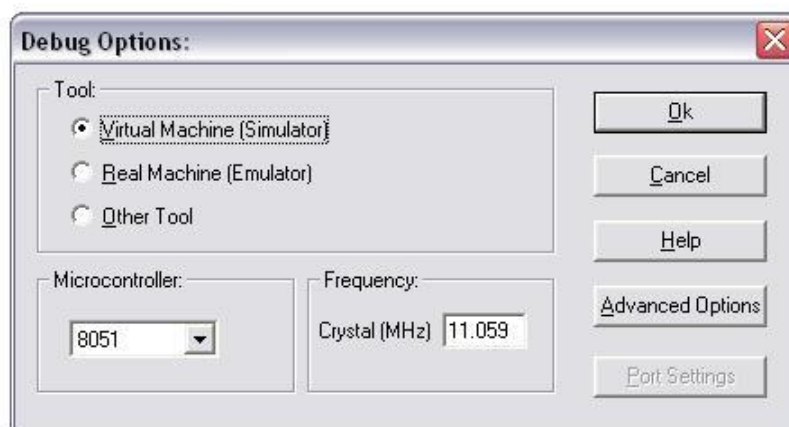 Debug Options:
Tool:
Virtual Machine (Simulator)
Real Machine (Emulator)
Other Tool
Microcontroller:
8051
Frequency:
Crystal (MHz) 11.059
Ok
Cancel
Help
Advanced Options
Port Settings